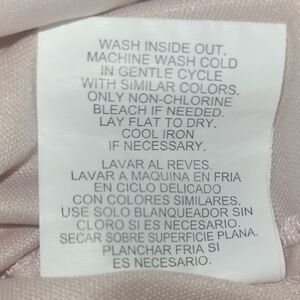 WASH INSIDE OUT.
MACHINE WASH COLD
IN GENTLE CYCLE
WITH SIMILAR COLORS.
ONLY NON-CHLORINE
BLEACH IF NEEDED.
LAY FLAT TO DRY.
COOL IRON
IF NECESSARY.
LAVAR AL REVES.
LAVAR A MAQUINA EN FRIA
EN CICLO DELICADO
CON COLORES SIMILARES.
USE SOLO BLANQUEADOR SIN
CLORO SI ES NECESARIO.
SECAR SOBRE SUPERFICIE PLANA.
PLANCHAR FRIA SI
ES NECESARIO.